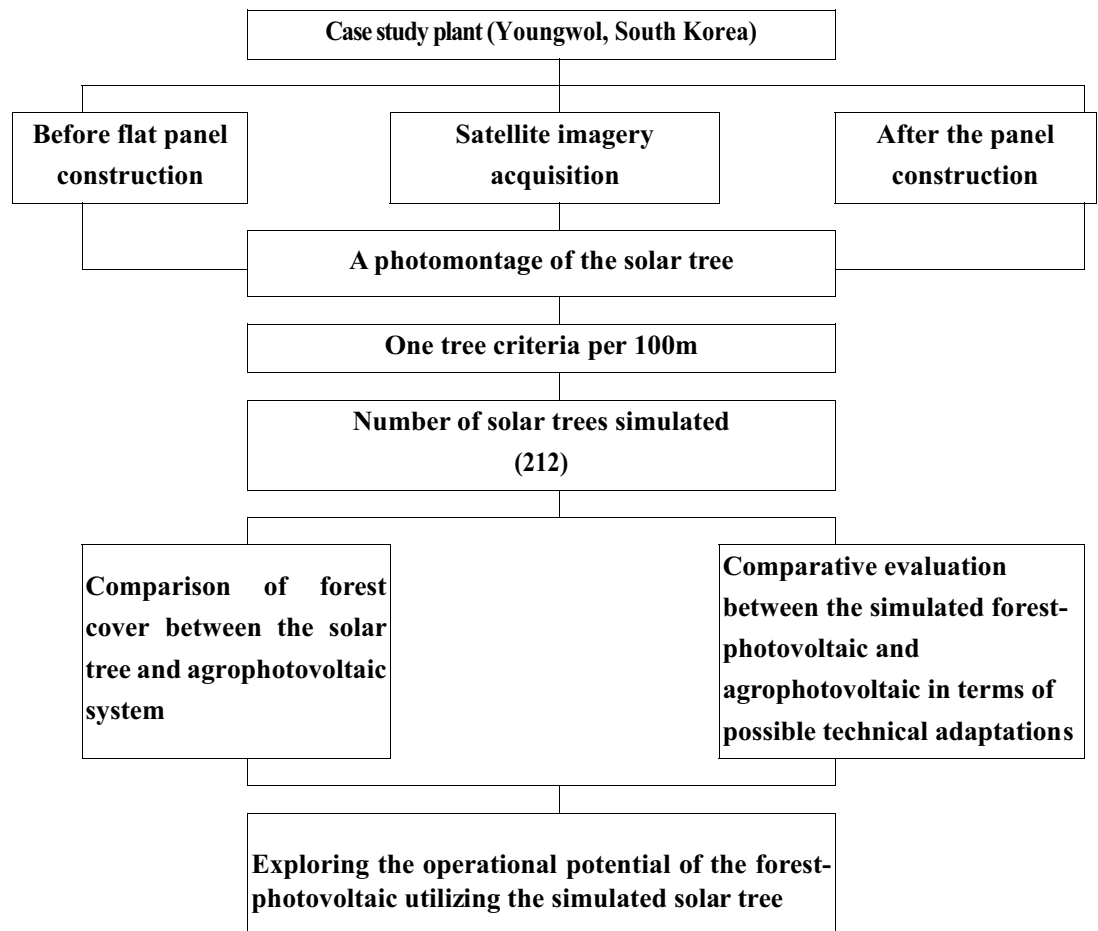 Case study plant (Youngwol, South Korea)
Before flat panel
construction
Satellite imagery
acquisition
After the panel
construction
A photomontage of the solar tree
One tree criteria per 100m
Number of solar trees simulated
(212)
Comparison of forest
cover between the solar
tree and agrophotovoltaic
system
Comparative evaluation
between the simulated forest-
photovoltaic and
agrophotovoltaic in terms of
possible technical adaptations
Exploring the operational potential of the forest-
photovoltaic utilizing the simulated solar tree